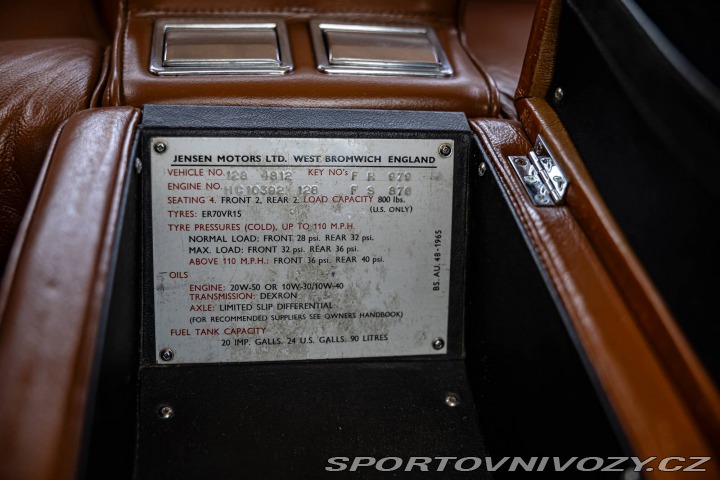 JENSEN MOTORS LTD. WEST BROMWICH ENGLAND
VEHICLE NO. 128 4812 KEY NO's F R 979
ENGINE NO. HC10392 128 F S 876
SEATING 4. FRONT 2, REAR 2. LOAD CAPACITY 800 lbs.
(U.S. ONLY)
TYRES: ER70VR15
TYRE PRESSURES (COLD), UP TO 110 M.P.H.
NORMAL LOAD: FRONT 28 psi. REAR 32 psi.
MAX. LOAD: FRONT 32 psi. REAR 36 psi.
ABOVE 110 M.P.H.: FRONT 36 psi. REAR 40 psi.
OILS
ENGINE: 20W-50 OR 10W-30/10W-40
TRANSMISSION: DEXRON
AXLE: LIMITED SLIP DIFFERENTIAL
(FOR RECOMMENDED SUPPLIERS SEE OWNERS HANDBOOK)
FUEL TANK CAPACITY
20 IMP. GALLS. 24 U.S. GALLS. 90 LITRES
BS. AU. 48-1965
SPORTOVNIVOZY.CZ